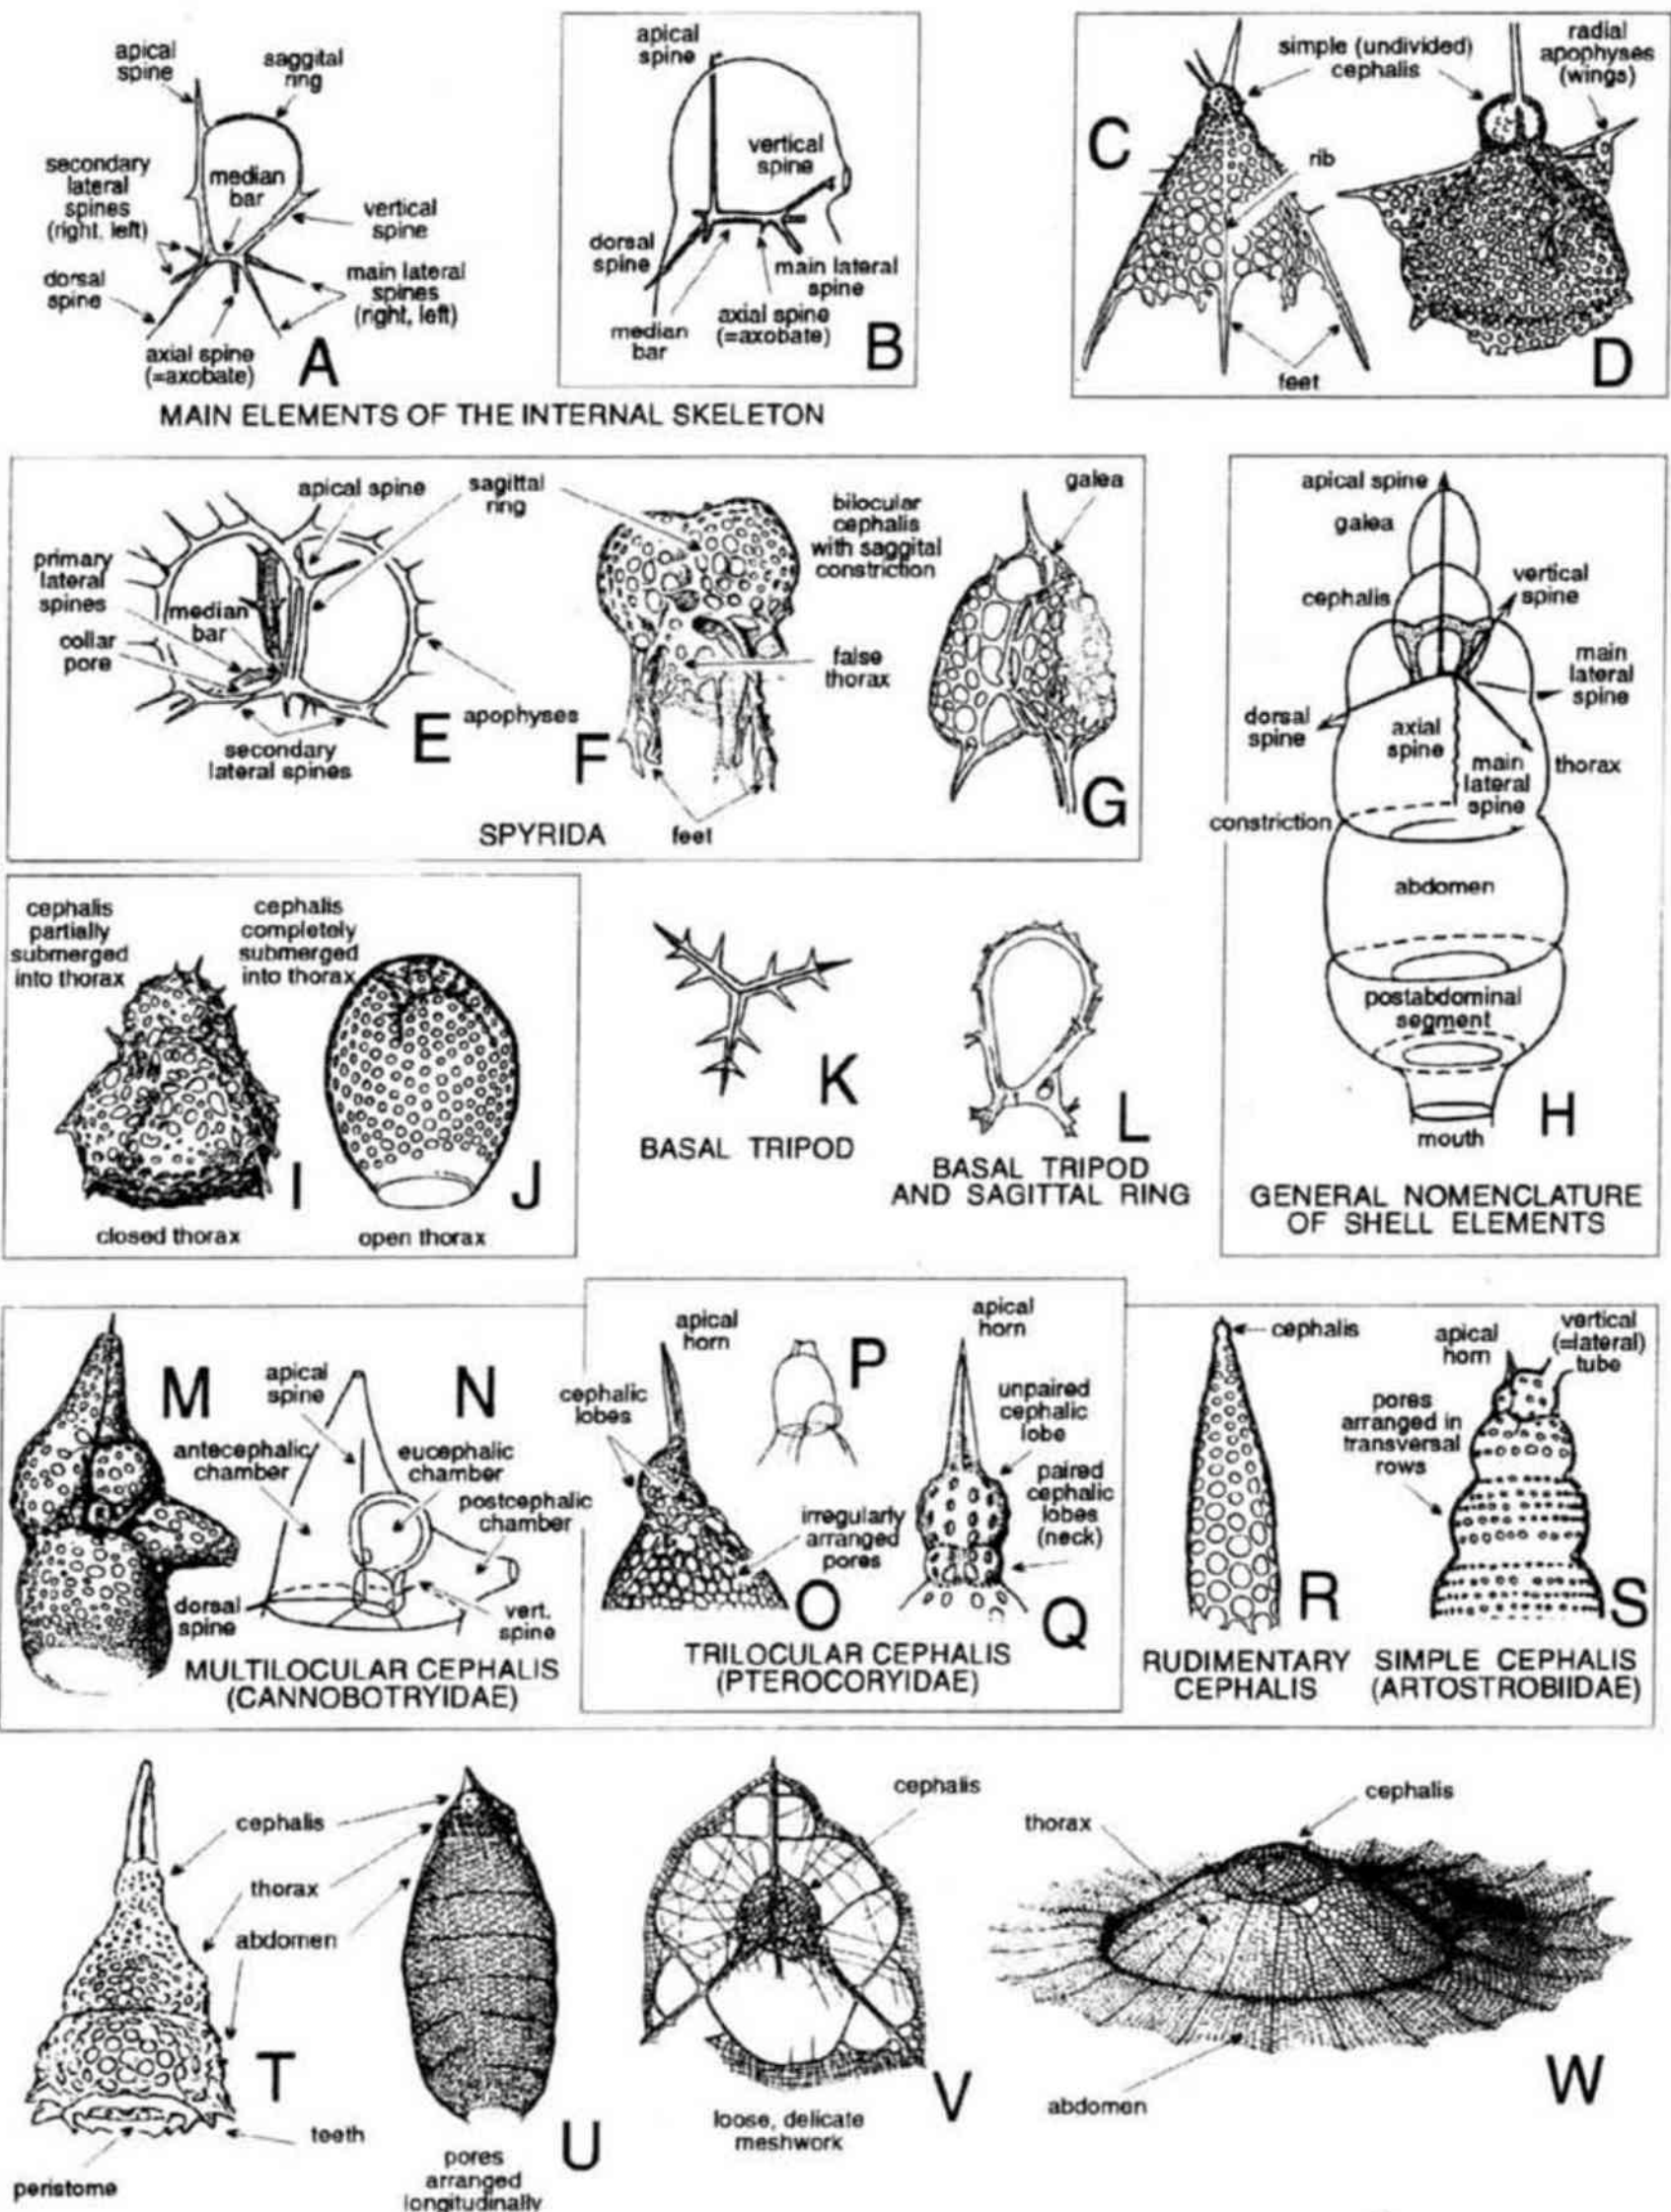 apical
spine
saggital
ring
secondary
lateral
spines
(right, left)
median
bar
vertical
spine
dorsal
spine
main lateral
spines
(right, left)
axial spine
(=axobate)
A
apical
spine
vertical
spine
dorsal
spine
main lateral
spine
median
bar
axial spine
(=axobate)
B
MAIN ELEMENTS OF THE INTERNAL SKELETON
simple (undivided)
cephalis
radial
apophyses
(wings)
C
rib
feet
D
apical spine
sagittal
ring
primary
lateral
spines
median
bar
collar
pore
secondary
lateral spines
E
apophyses
bilocular
cephalis
with saggital
constriction
false
thorax
F
SPYRIDA
feet
galea
G
apical spine
galea
cephalis
vertical
spine
main
lateral
spine
dorsal
spine
axial
spine
main
lateral
spine
thorax
constriction
abdomen
postabdominal
segment
mouth
H
GENERAL NOMENCLATURE
OF SHELL ELEMENTS
cephalis
partially
submerged
into thorax
cephalis
completely
submerged
into thorax
I
J
closed thorax
open thorax
K
BASAL TRIPOD
L
BASAL TRIPOD
AND SAGITTAL RING
M
apical
spine
N
antecephalic
chamber
eucephalic
chamber
postcephalic
chamber
dorsal
spine
vert.
spine
MULTILOCULAR CEPHALIS
(CANNOBOTRYIDAE)
apical
horn
cephalic
lobes
P
apical
horn
unpaired
cephalic
lobe
paired
cephalic
lobes
(neck)
irregularly
arranged
pores
O
Q
TRILOCULAR CEPHALIS
(PTEROCORYIDAE)
cephalis
R
RUDIMENTARY
CEPHALIS
apical
horn
vertical
(=lateral)
tube
pores
arranged in
transversal
rows
S
SIMPLE CEPHALIS
(ARTOSTROBIIDAE)
cephalis
thorax
abdomen
T
teeth
peristome
U
pores
arranged
longitudinally
cephalis
V
loose, delicate
meshwork
cephalis
thorax
abdomen
W